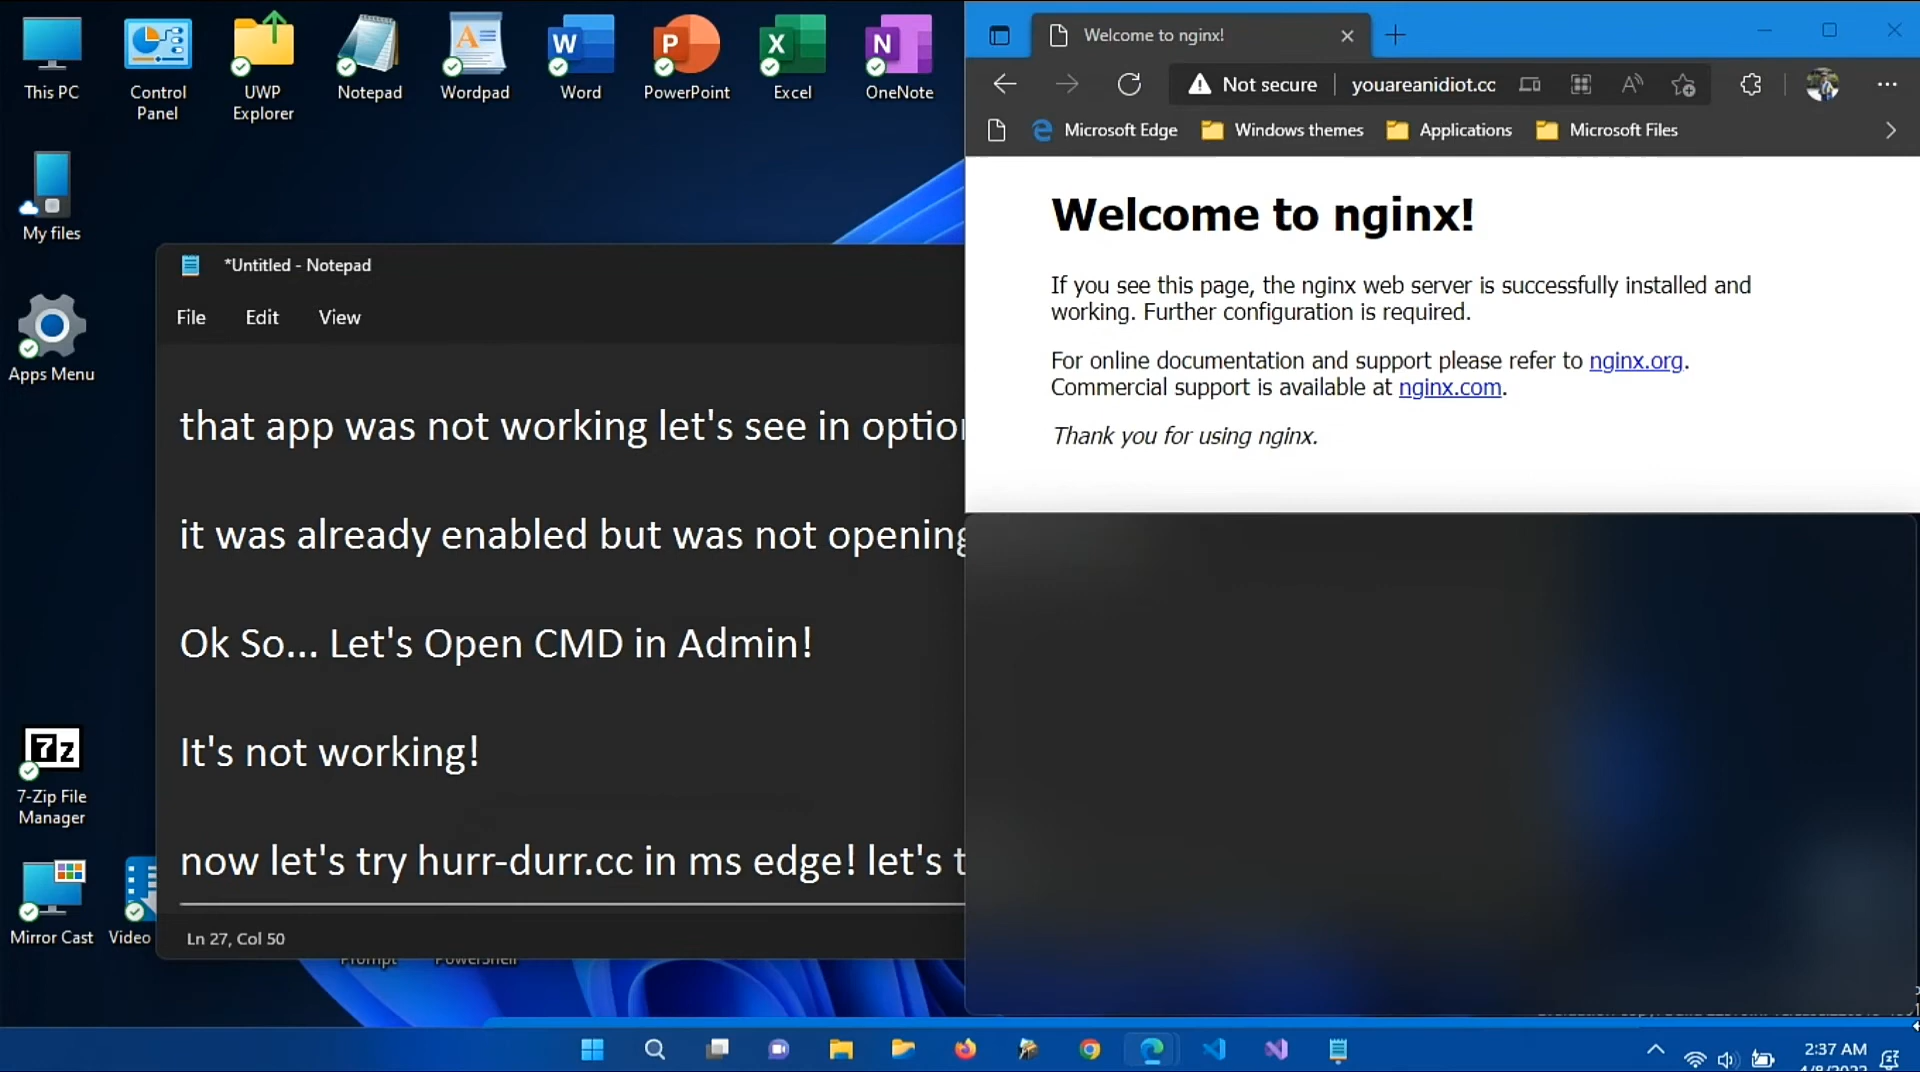 This PC
Control
Panel
UWP
Explorer
Notepad
Wordpad
Word
PowerPoint
Excel
OneNote
My files
Apps Menu
7-Zip File
Manager
Mirror Cast
Video
Prompt
PowerShell
*Untitled - Notepad
File
Edit
View
that app was not working let's see in option
it was already enabled but was not opening
Ok So... Let's Open CMD in Admin!
It's not working!
now let's try hurr-durr.cc in ms edge! let's t
Ln 27, Col 50
Welcome to nginx!
Not secure
youareanidiot.cc
Microsoft Edge
Windows themes
Applications
Microsoft Files
Welcome to nginx!
If you see this page, the nginx web server is successfully installed and
working. Further configuration is required.
For online documentation and support please refer to nginx.org.
Commercial support is available at nginx.com.
Thank you for using nginx.
2:37 AM